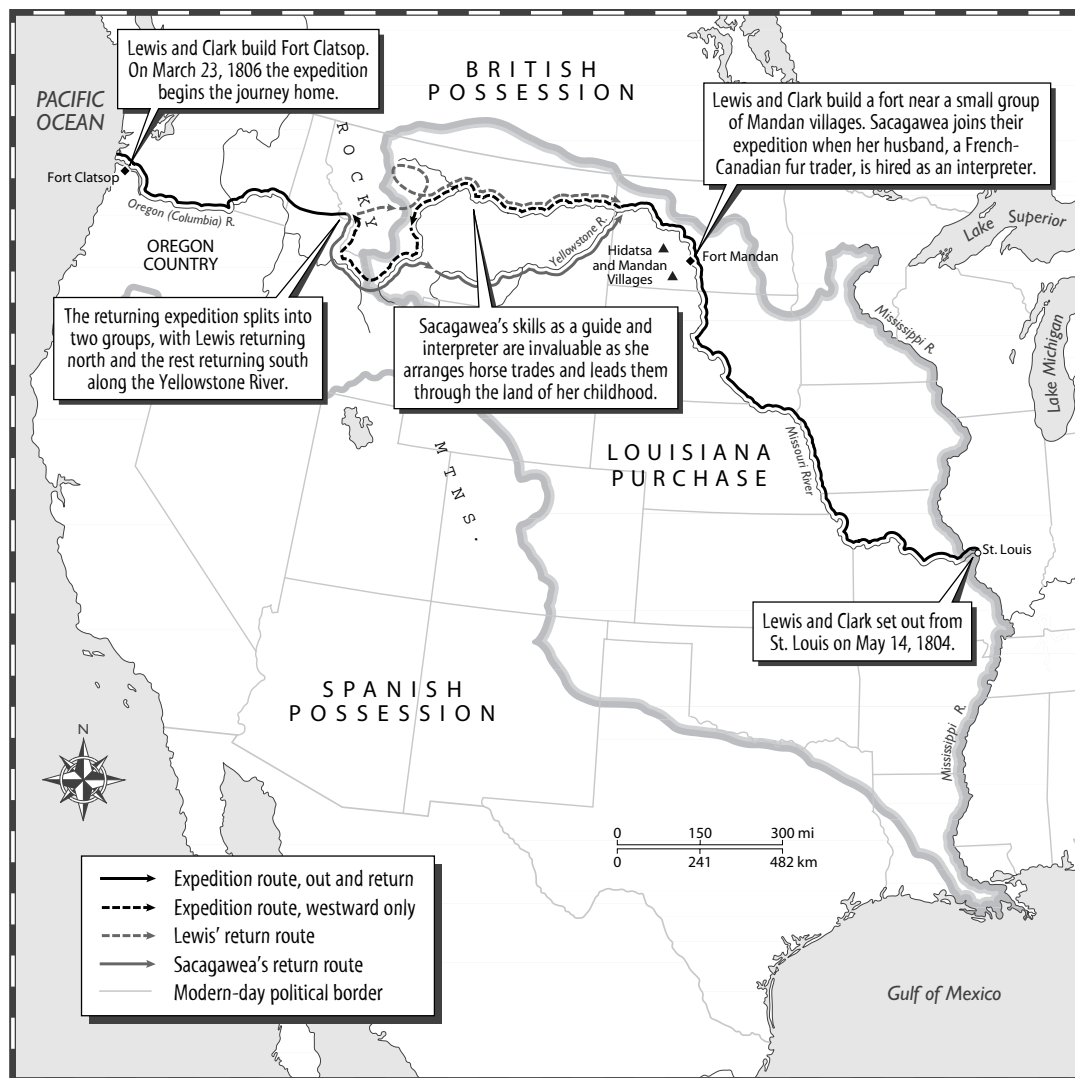 Lewis and Clark build Fort Clatsop.
On March 23, 1806 the expedition
begins the journey home.
BRITISH
POSSESSION
PACIFIC
OCEAN
Lewis and Clark build a fort near a small group
of Mandan villages. Sacagawea joins their
expedition when her husband, a French-
Canadian fur trader, is hired as an interpreter.
ROCKY
Fort Clatsop
Oregon (Columbia) R.
OREGON
COUNTRY
Yellowstone R.
Hidatsa
and Mandan
Villages
Fort Mandan
Lake Superior
The returning expedition splits into
two groups, with Lewis returning
north and the rest returning south
along the Yellowstone River.
Sacagawea's skills as a guide and
interpreter are invaluable as she
arranges horse trades and leads them
through the land of her childhood.
Mississippi R.
Lake Michigan
MTNS.
LOUISIANA
PURCHASE
Missouri River
St. Louis
Lewis and Clark set out from
St. Louis on May 14, 1804.
SPANISH
POSSESSION
Mississippi R.
N
0 150 300 mi
0 241 482 km
Expedition route, out and return
Expedition route, westward only
Lewis' return route
Sacagawea's return route
Modern-day political border
Gulf of Mexico